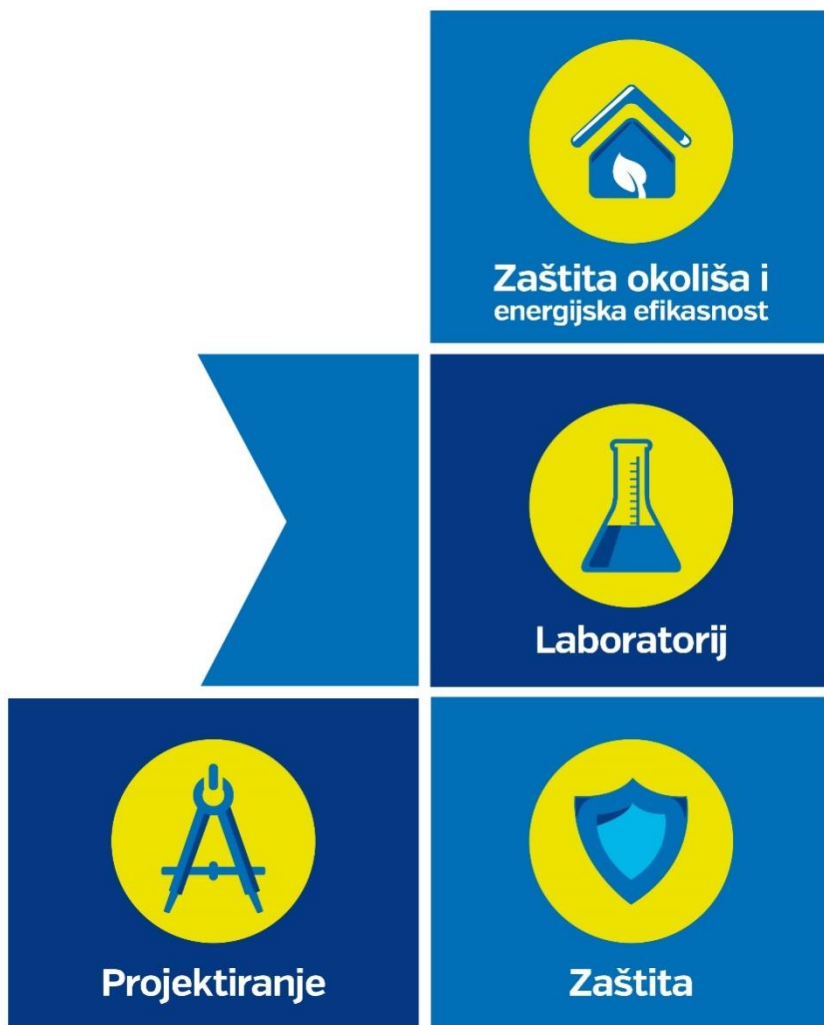 Zaštita okoliša i
energijska efikasnost
Laboratorij
Projektiranje
Zaštita